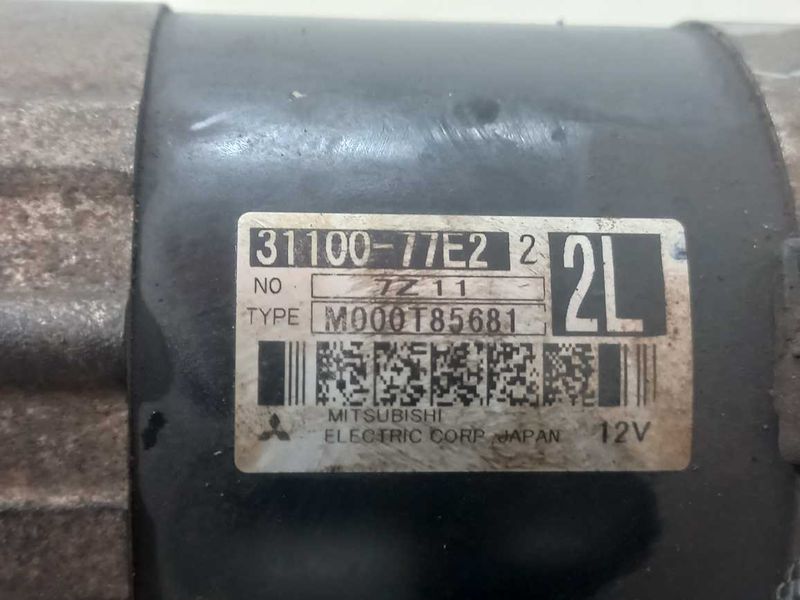 31100-77E2 2
2L
NO 7Z11
TYPE M000T85681
MITSUBISHI
ELECTRIC CORP. JAPAN 12V